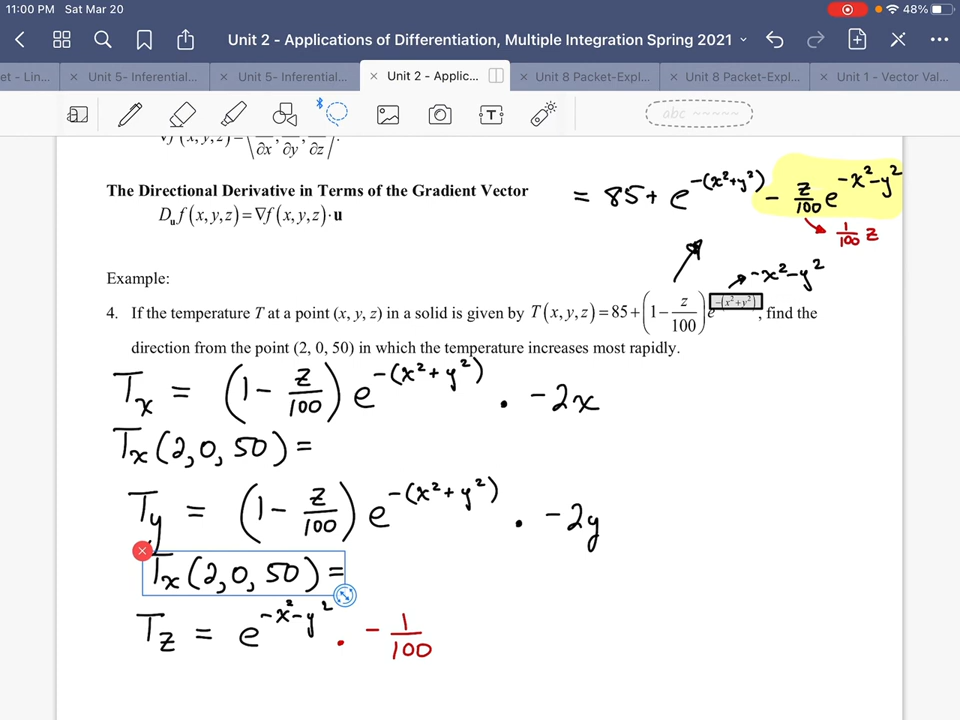 11:00 PM Sat Mar 20
48%
Unit 2 - Applications of Differentiation, Multiple Integration Spring 2021
et - Lin...
× Unit 5- Inferential...
× Unit 5- Inferential...
× Unit 2 - Applic...
× Unit 8 Packet-Expl...
× Unit 8 Packet-Expl...
× Unit 1 - Vector Val...
abc
∂x , ∂y , ∂z
The Directional Derivative in Terms of the Gradient Vector
D_u f(x,y,z)=∇f(x,y,z)·u
= 85 + e^(-(x²+y²)) - z/100 e^(-x²-y²)
1/100 z
Example:
-x²-y²
4. If the temperature T at a point (x, y, z) in a solid is given by T(x,y,z)=85+(1-z/100)e^(-(x²+y²)), find the
direction from the point (2, 0, 50) in which the temperature increases most rapidly.
T_x = (1 - z/100) e^(-(x²+y²)) · -2x
T_x(2,0,50) =
T_y = (1 - z/100) e^(-(x²+y²)) · -2y
T_x(2,0,50) =
T_z = e^(-x²-y²) · - 1/100